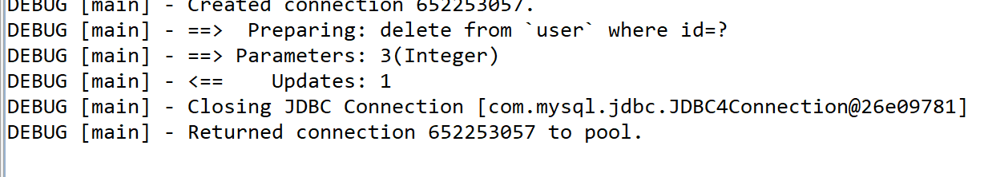 DEBUG [main] - Created connection 652253057.
DEBUG [main] - ==>  Preparing: delete from `user` where id=?
DEBUG [main] - ==> Parameters: 3(Integer)
DEBUG [main] - <==    Updates: 1
DEBUG [main] - Closing JDBC Connection [com.mysql.jdbc.JDBC4Connection@26e09781]
DEBUG [main] - Returned connection 652253057 to pool.